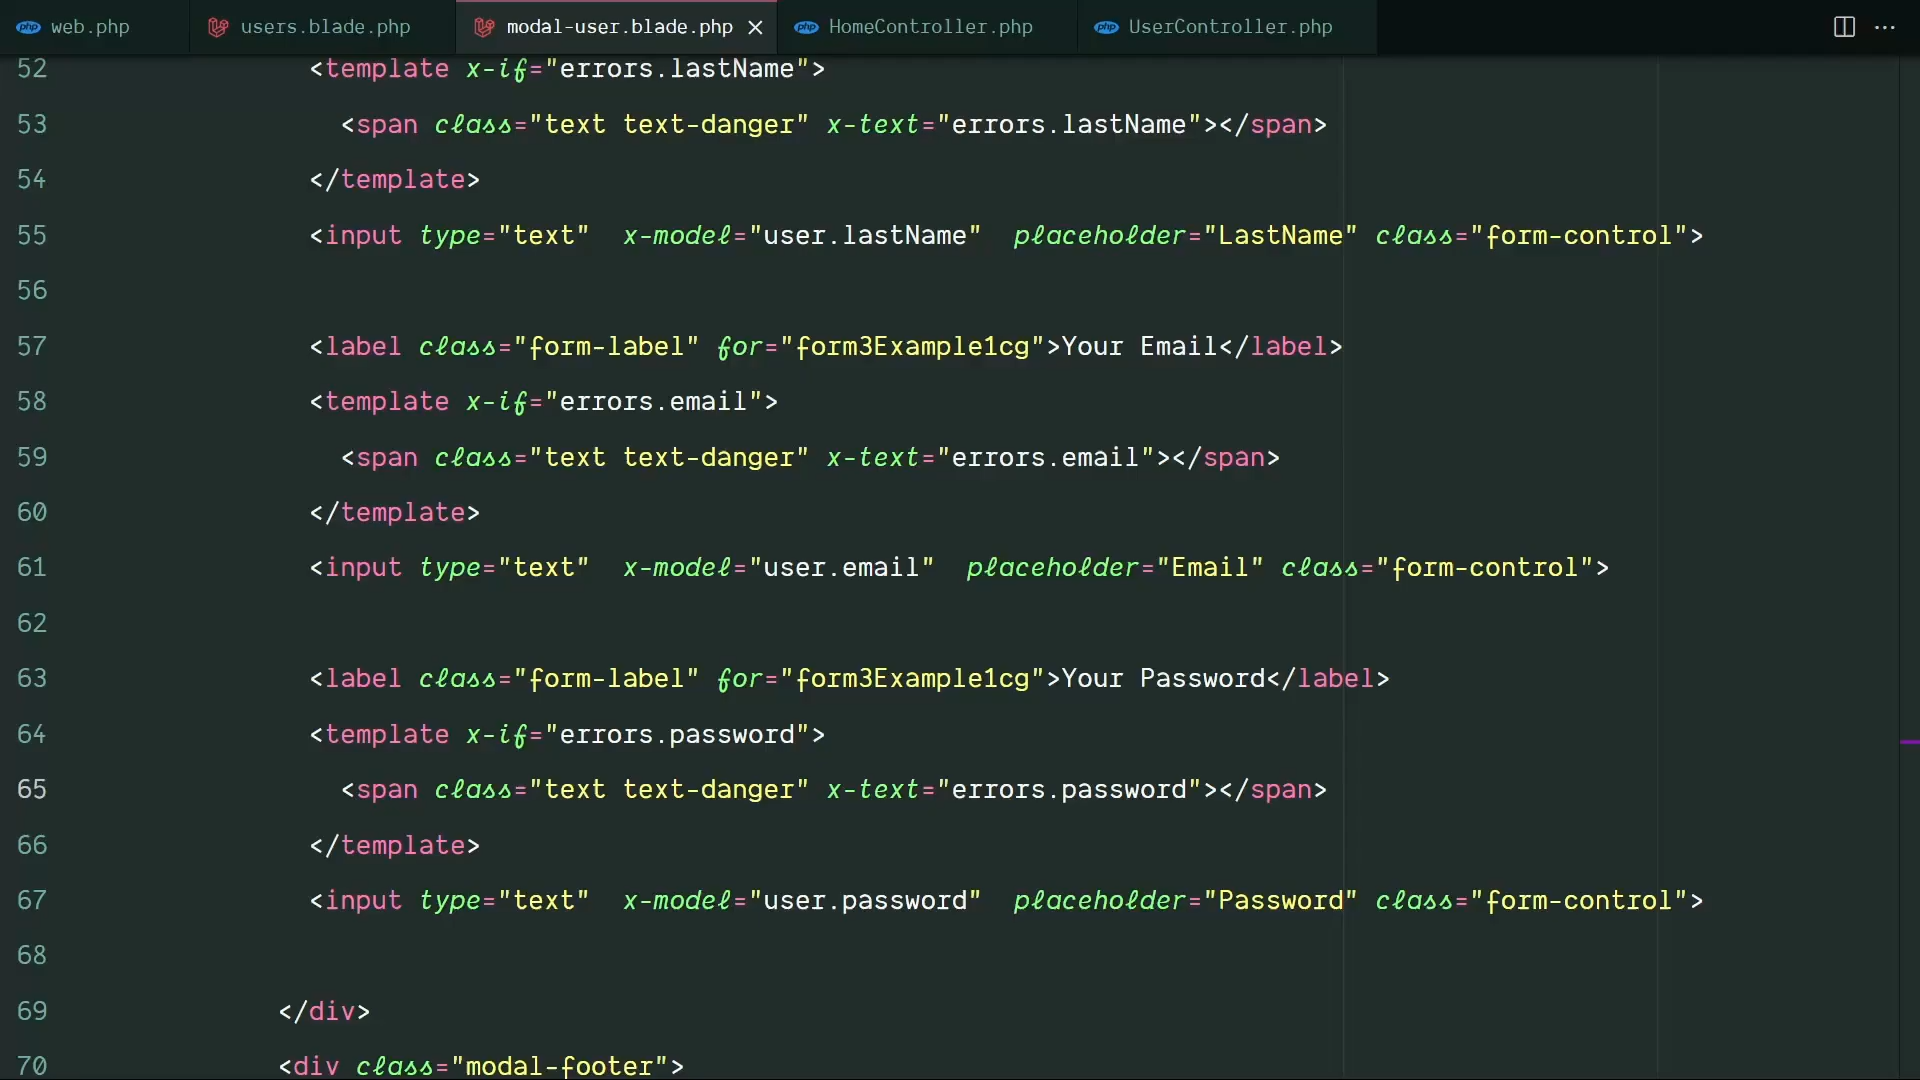 web.php users.blade.php modal-user.blade.php HomeController.php UserController.php
52 <template x-if="errors.lastName">
53 <span class="text text-danger" x-text="errors.lastName"></span>
54 </template>
55 <input type="text"  x-model="user.lastName"  placeholder="LastName" class="form-control">
56
57 <label class="form-label" for="form3Example1cg">Your Email</label>
58 <template x-if="errors.email">
59 <span class="text text-danger" x-text="errors.email"></span>
60 </template>
61 <input type="text"  x-model="user.email"  placeholder="Email" class="form-control">
62
63 <label class="form-label" for="form3Example1cg">Your Password</label>
64 <template x-if="errors.password">
65 <span class="text text-danger" x-text="errors.password"></span>
66 </template>
67 <input type="text"  x-model="user.password"  placeholder="Password" class="form-control">
68
69 </div>
70 <div class="modal-footer">